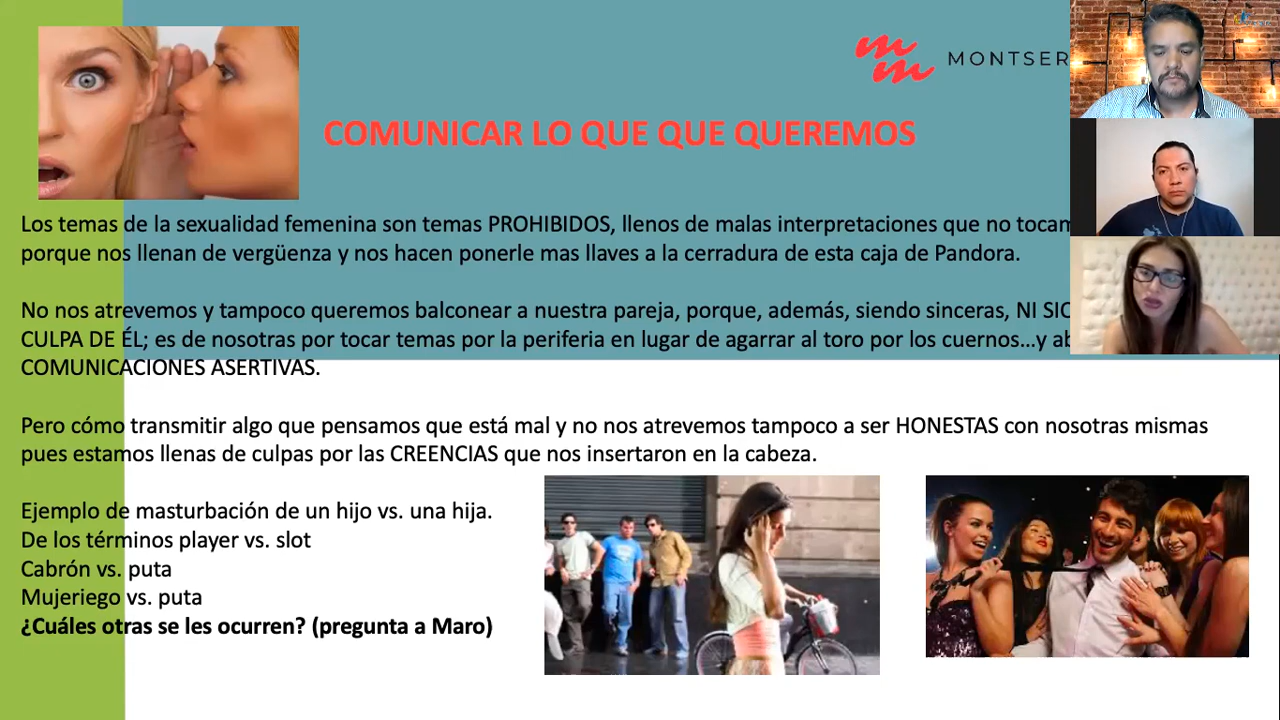 MONTSER
COMUNICAR LO QUE QUE QUEREMOS
Los temas de la sexualidad femenina son temas PROHIBIDOS, llenos de malas interpretaciones que no tocam
porque nos llenan de vergüenza y nos hacen ponerle mas llaves a la cerradura de esta caja de Pandora.
No nos atrevemos y tampoco queremos balconear a nuestra pareja, porque, además, siendo sinceras, NI SIC
CULPA DE ÉL; es de nosotras por tocar temas por la periferia en lugar de agarrar al toro por los cuernos...y ab
COMUNICACIONES ASERTIVAS.
Pero cómo transmitir algo que pensamos que está mal y no nos atrevemos tampoco a ser HONESTAS con nosotras mismas
pues estamos llenas de culpas por las CREENCIAS que nos insertaron en la cabeza.
Ejemplo de masturbación de un hijo vs. una hija.
De los términos player vs. slot
Cabrón vs. puta
Mujeriego vs. puta
¿Cuáles otras se les ocurren? (pregunta a Maro)